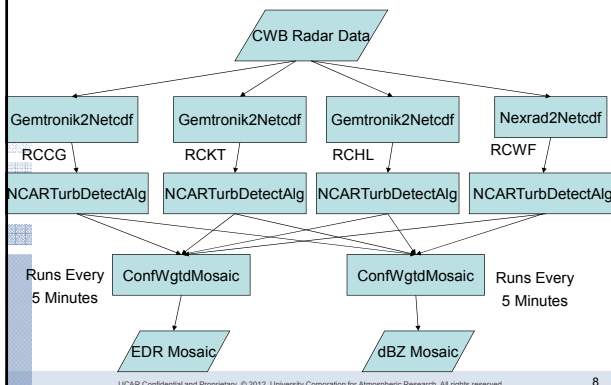 CWB Radar Data
Gemtronik2Netcdf
Gemtronik2Netcdf
Gemtronik2Netcdf
Nexrad2Netcdf
RCCG
RCKT
RCHL
RCWF
NCARTurbDetectAlg
NCARTurbDetectAlg
NCARTurbDetectAlg
NCARTurbDetectAlg
Runs Every
5 Minutes
ConfWgtdMosaic
ConfWgtdMosaic
Runs Every
5 Minutes
EDR Mosaic
dBZ Mosaic
UCAR Confidential and Proprietary. © 2012, University Corporation for Atmospheric Research. All rights reserved.
8